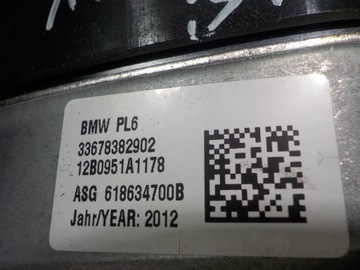 BMW PL6
33678382902
12B0951A1178
ASG 618634700B
Jahr/YEAR: 2012